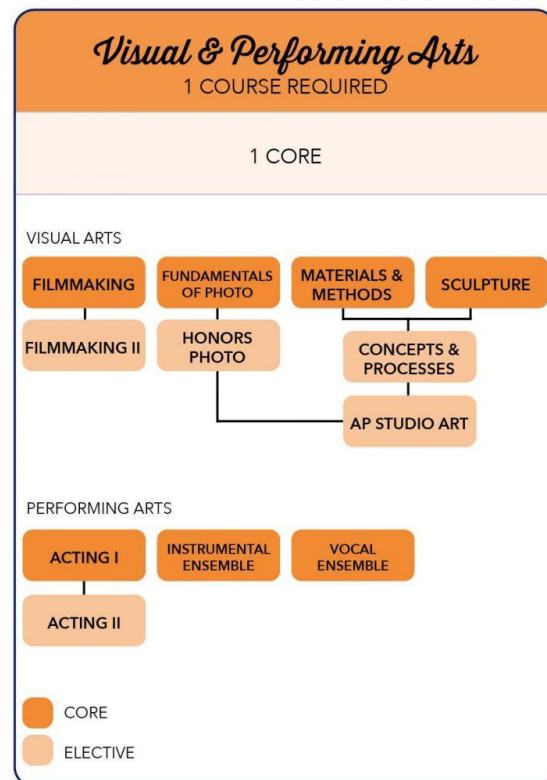 Visual & Performing Arts
1 COURSE REQUIRED
1 CORE
VISUAL ARTS
FILMMAKING
FUNDAMENTALS
OF PHOTO
MATERIALS &
METHODS
SCULPTURE
FILMMAKING II
HONORS
PHOTO
CONCEPTS &
PROCESSES
AP STUDIO ART
PERFORMING ARTS
ACTING I
INSTRUMENTAL
ENSEMBLE
VOCAL
ENSEMBLE
ACTING II
CORE
ELECTIVE